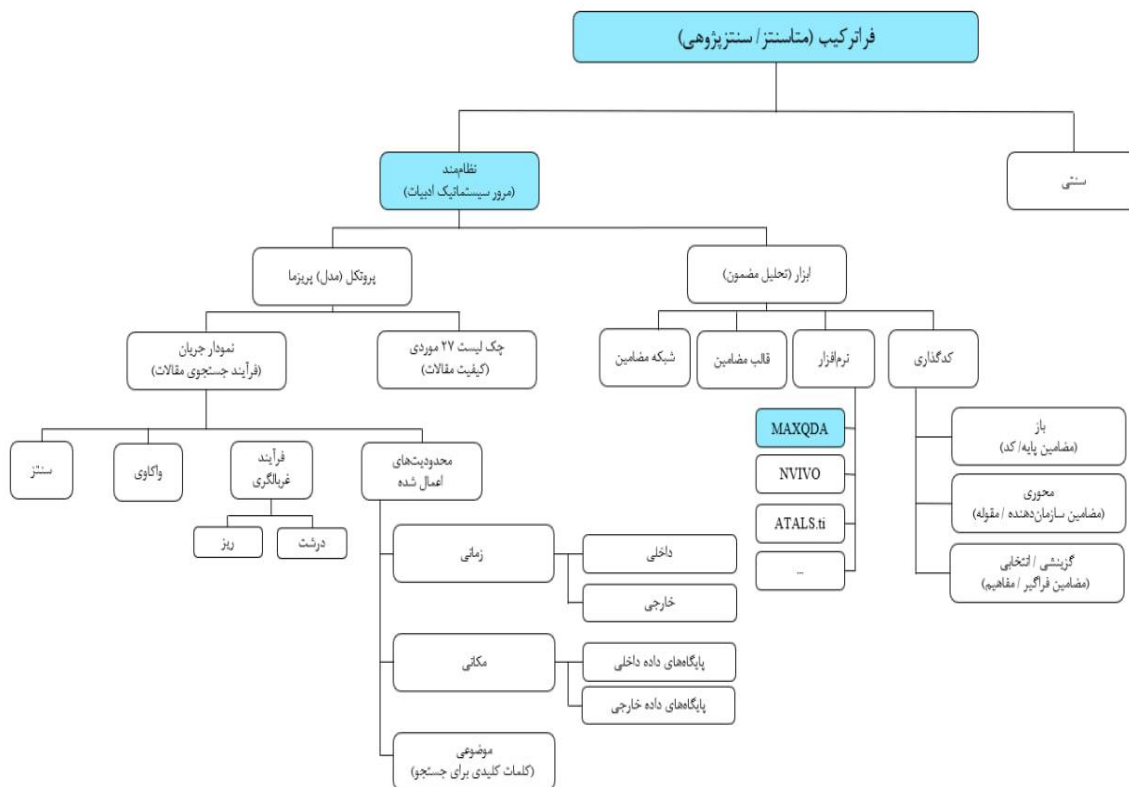 فراترکیب (متاسنتز/ سنتزپژوهی)
نظام‌مند
(مرور سیستماتیک ادبیات)
سنتی
پروتکل (مدل) پریزما
ابزار (تحلیل مضمون)
نمودار جریان
(فرآیند جستجوی مقالات)
چک لیست ۲۷ موردی
(کیفیت مقالات)
شبکه مضامین
قالب مضامین
نرم‌افزار
کدگذاری
MAXQDA
NVIVO
ATALS.ti
...
باز
(مضامین پایه/ کد)
محوری
(مضامین سازمان‌دهنده / مقوله)
گزینشی / انتخابی
(مضامین فراگیر / مفاهیم)
سنتز
واکاوی
فرآیند
غربالگری
محدودیت‌های
اعمال شده
ریز
درشت
زمانی
داخلی
خارجی
مکانی
پایگاه‌های داده داخلی
پایگاه‌های داده خارجی
موضوعی
(کلمات کلیدی برای جستجو)